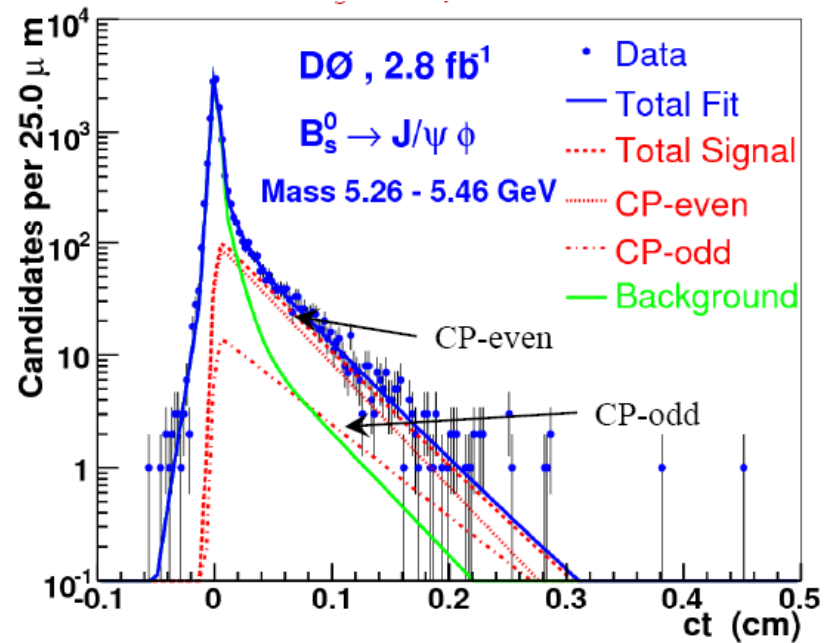 Candidates per 25.0 μ m
10⁴
10³
10²
10
1
10⁻¹
DØ , 2.8 fb⁻¹
B⁰ₛ → J/ψ ϕ
Mass 5.26 - 5.46 GeV
Data
Total Fit
Total Signal
CP-even
CP-odd
Background
CP-even
CP-odd
-0.1
0
0.1
0.2
0.3
0.4
0.5
ct (cm)